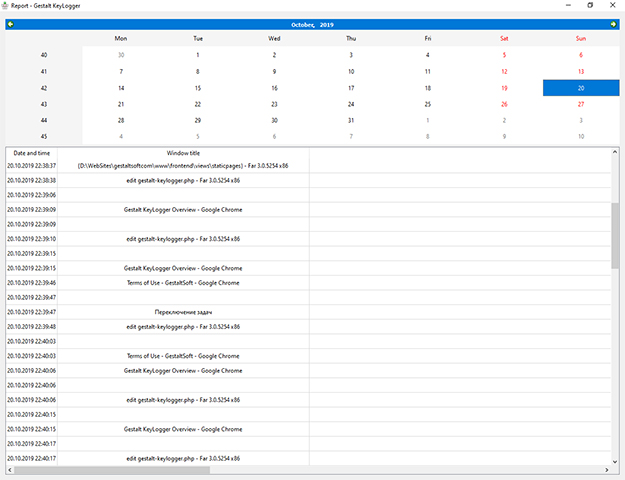 Report - Gestalt KeyLogger
October, 2019
Mon Tue Wed Thu Fri Sat Sun
40 30 1 2 3 4 5 6
41 7 8 9 10 11 12 13
42 14 15 16 17 18 19 20
43 21 22 23 24 25 26 27
44 28 29 30 31 1 2 3
45 4 5 6 7 8 9 10
Date and time Window title
20.10.2019 22:38:37 {D:\WebSites\gestaltsoftcom\www\frontend\views\staticpages} - Far 3.0.5254 x86
20.10.2019 22:38:38 edit gestalt-keylogger.php - Far 3.0.5254 x86
20.10.2019 22:39:06
20.10.2019 22:39:09 Gestalt KeyLogger Overview - Google Chrome
20.10.2019 22:39:09
20.10.2019 22:39:10 edit gestalt-keylogger.php - Far 3.0.5254 x86
20.10.2019 22:39:15
20.10.2019 22:39:15 Gestalt KeyLogger Overview - Google Chrome
20.10.2019 22:39:46 Terms of Use - GestaltSoft - Google Chrome
20.10.2019 22:39:47
20.10.2019 22:39:47 Переключение задач
20.10.2019 22:39:48 edit gestalt-keylogger.php - Far 3.0.5254 x86
20.10.2019 22:40:03
20.10.2019 22:40:03 Terms of Use - GestaltSoft - Google Chrome
20.10.2019 22:40:06 Gestalt KeyLogger Overview - Google Chrome
20.10.2019 22:40:06
20.10.2019 22:40:06 edit gestalt-keylogger.php - Far 3.0.5254 x86
20.10.2019 22:40:15
20.10.2019 22:40:15 Gestalt KeyLogger Overview - Google Chrome
20.10.2019 22:40:17
20.10.2019 22:40:17 edit gestalt-keylogger.php - Far 3.0.5254 x86